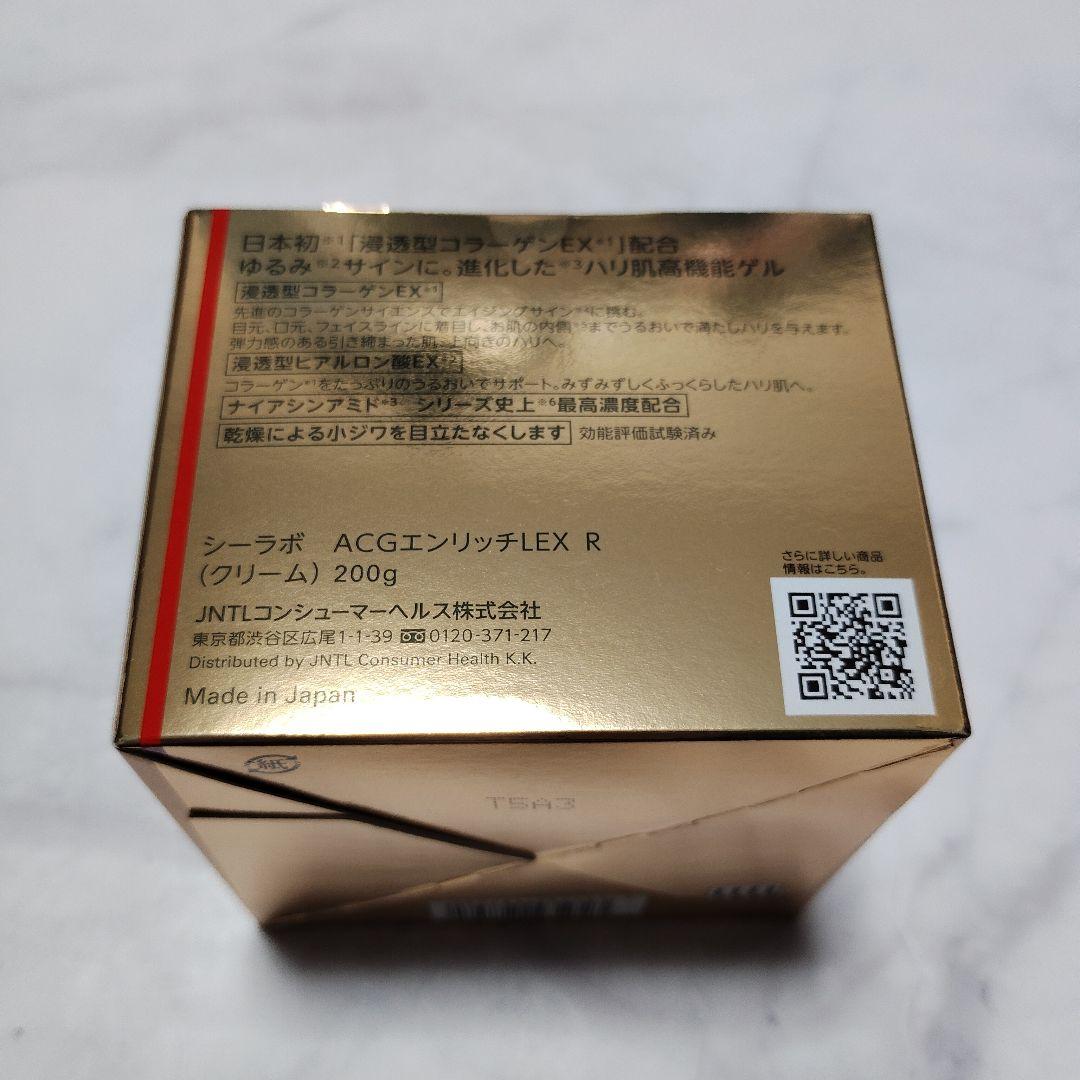 日本初※1「浸透型コラーゲンEX※1」配合
ゆるみ※2サインに。進化した※3ハリ肌高機能ゲル
浸透型コラーゲンEX※1
先進のコラーゲンサイエンスでエイジングサイン※4に挑む。
目元、口元、フェイスラインに着目し、お肌の内側※5までうるおいで満たしハリを与えます。
弾力感のある引き締まった肌、上向きのハリへ。
浸透型ヒアルロン酸EX※2
コラーゲン※1をたっぷりのうるおいでサポート。みずみずしくふっくらしたハリ肌へ。
ナイアシンアミド※3 シリーズ史上※6最高濃度配合
乾燥による小ジワを目立たなくします 効能評価試験済み
シーラボ ACGエンリッチLEX R
(クリーム) 200g
さらに詳しい商品
情報はこちら。
JNTLコンシューマーヘルス株式会社
東京都渋谷区広尾1-1-39 0120-371-217
Distributed by JNTL Consumer Health K.K.
Made in Japan
紙
T5A3